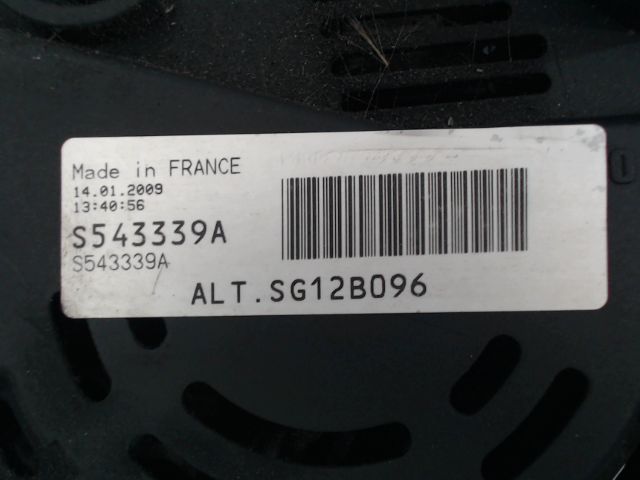 Made in FRANCE
14.01.2009
13:40:56
S543339A
S543339A
ALT.SG12B096